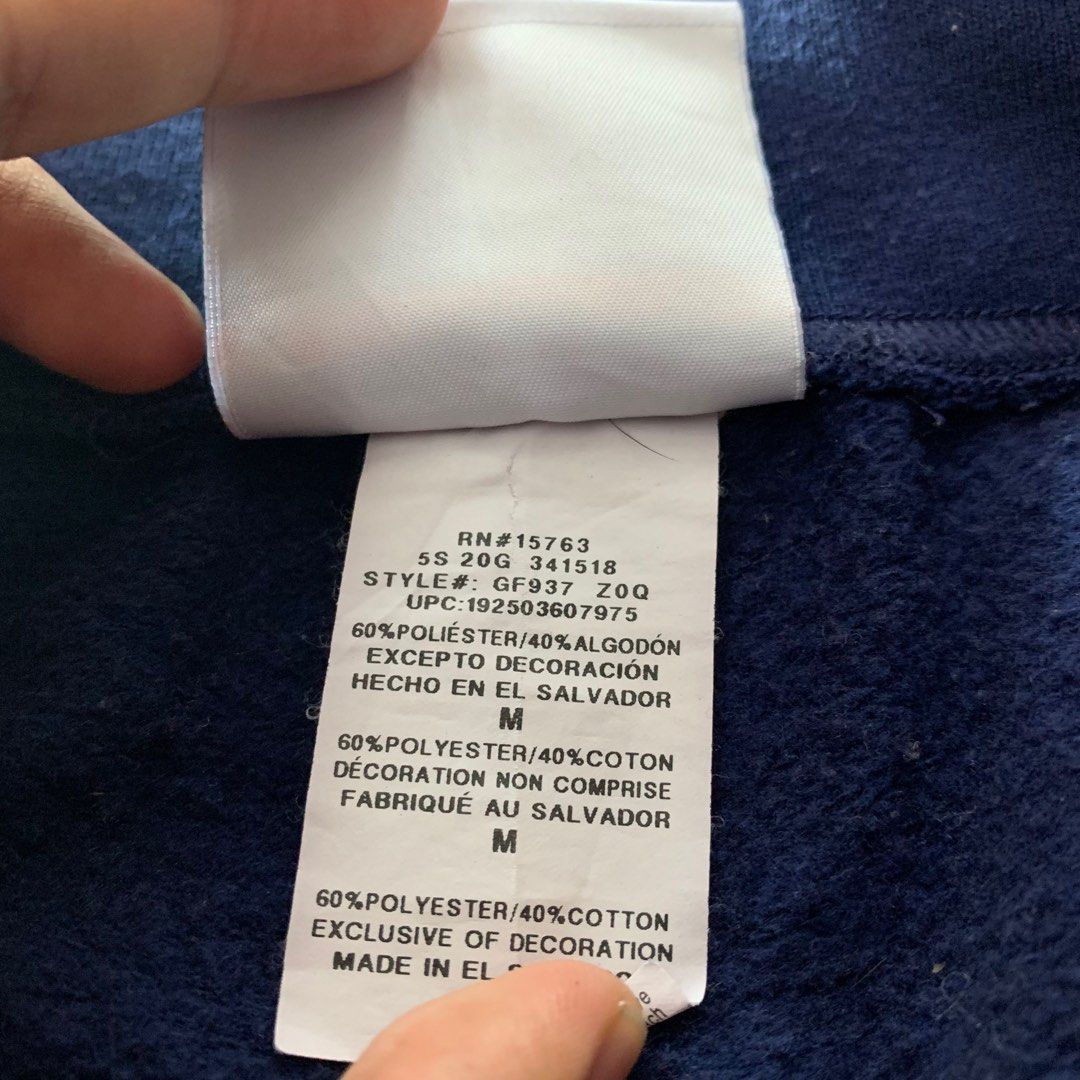 RN#15763
5S 20G 341518
STYLE#: GF937 Z0Q
UPC:192503607975
60%POLIÉSTER/40%ALGODÓN
EXCEPTO DECORACIÓN
HECHO EN EL SALVADOR
M
60%POLYESTER/40%COTON
DÉCORATION NON COMPRISE
FABRIQUÉ AU SALVADOR
M
60%POLYESTER/40%COTTON
EXCLUSIVE OF DECORATION
MADE IN EL